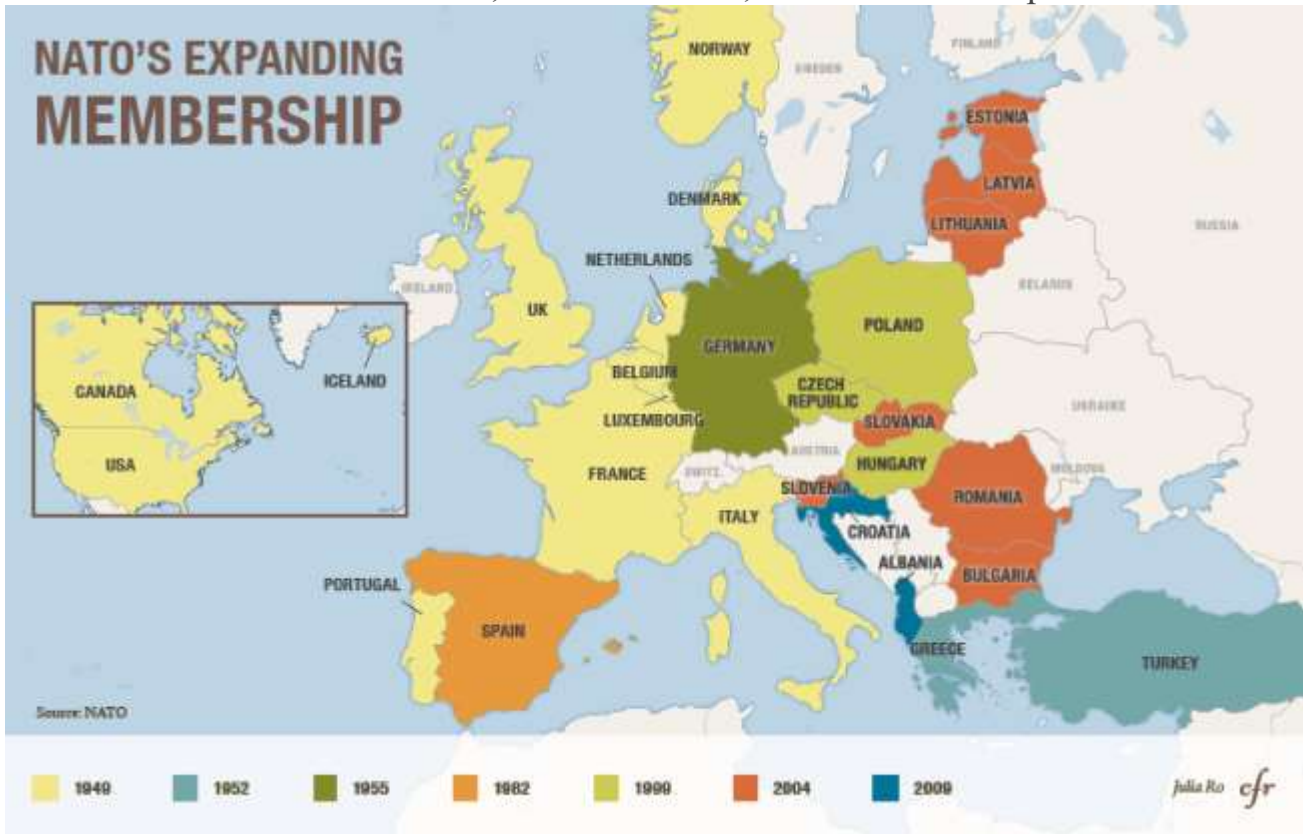 NATO'S EXPANDING
MEMBERSHIP
NORWAY
SWEDEN
FINLAND
ESTONIA
LATVIA
LITHUANIA
RUSSIA
DENMARK
NETHERLANDS
IRELAND
UK
BELARUS
POLAND
GERMANY
BELGIUM
LUXEMBOURG
CZECH
REPUBLIC
SLOVAKIA
UKRAINE
CANADA
ICELAND
USA
FRANCE
SWITZ.
AUSTRIA
HUNGARY
MOLDOVA
SLOVENIA
ROMANIA
ITALY
CROATIA
ALBANIA
BULGARIA
PORTUGAL
SPAIN
GREECE
TURKEY
Source: NATO
1949
1952
1955
1982
1999
2004
2009
Julia Ro cfr